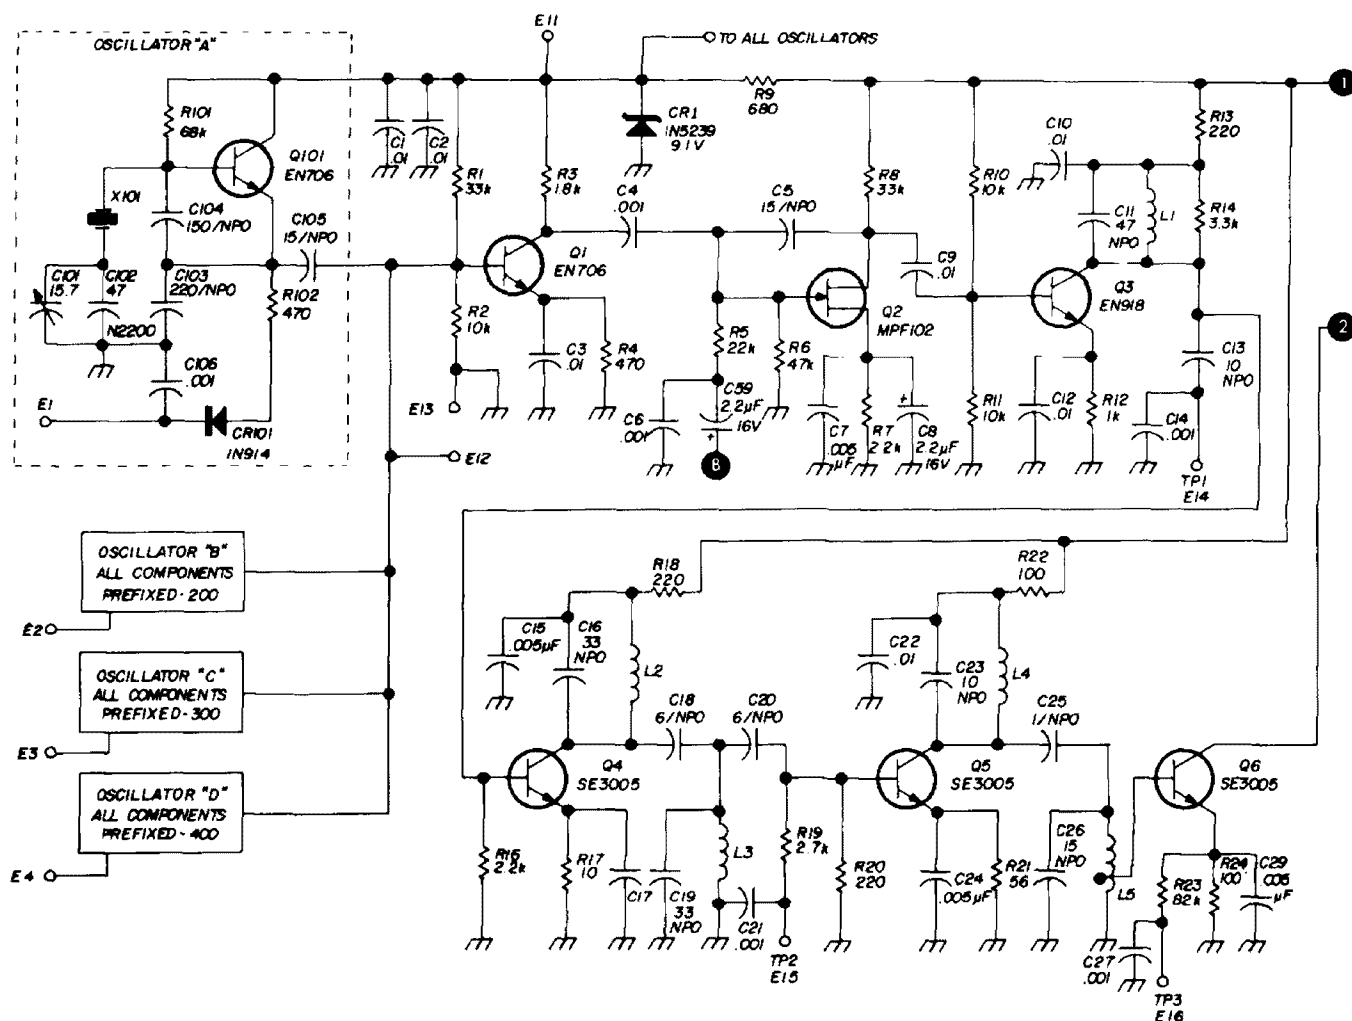 OSCILLATOR "A"
E11
TO ALL OSCILLATORS
1
R101
68k
Q101
EN706
X101
C104
150/NPO
C105
15/NPO
C101
15.7
C102
47
N2200
C103
220/NPO
R102
470
C106
.001
E1
CR101
1N914
C1
.01
C2
.01
R1
33k
R3
1.8k
CR1
1N5239
9.1V
R9
680
C4
.001
C5
15/NPO
R8
33k
R10
10k
C10
.01
C11
47
NPO
L1
R13
220
R14
3.3k
Q1
EN706
R2
10k
C3
.01
R4
470
E13
E12
R5
22k
R6
47k
C6
.001
C59
2.2µF
16V
B
Q2
MPF102
C9
.01
C7
.005
µF
R7
2.2k
C8
2.2µF
16V
Q3
EN918
R11
10k
C12
.01
R12
1k
C13
10
NPO
C14
.001
TP1
E14
2
OSCILLATOR "B"
ALL COMPONENTS
PREFIXED-200
E2
OSCILLATOR "C"
ALL COMPONENTS
PREFIXED-300
E3
OSCILLATOR "D"
ALL COMPONENTS
PREFIXED-400
E4
R18
220
R22
100
C15
.005µF
C16
33
NPO
L2
C18
6/NPO
C20
6/NPO
C22
.01
C23
10
NPO
L4
C25
1/NPO
Q4
SE3005
Q5
SE3005
Q6
SE3005
R16
2.2k
R17
10
C17
C19
33
NPO
L3
C21
.001
R19
2.7k
TP2
E15
R20
220
C24
.005µF
R21
56
C26
15
NPO
L5
R23
82k
R24
100
C29
.005
µF
C27
.001
TP3
E16